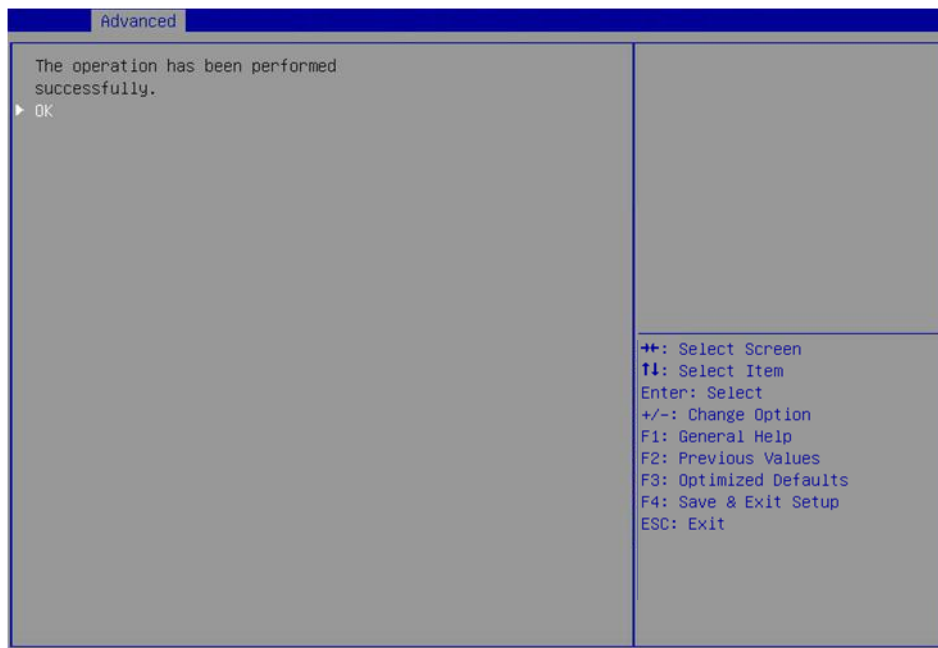 Advanced
The operation has been performed
successfully.
OK
→←: Select Screen
↑↓: Select Item
Enter: Select
+/-: Change Option
F1: General Help
F2: Previous Values
F3: Optimized Defaults
F4: Save & Exit Setup
ESC: Exit